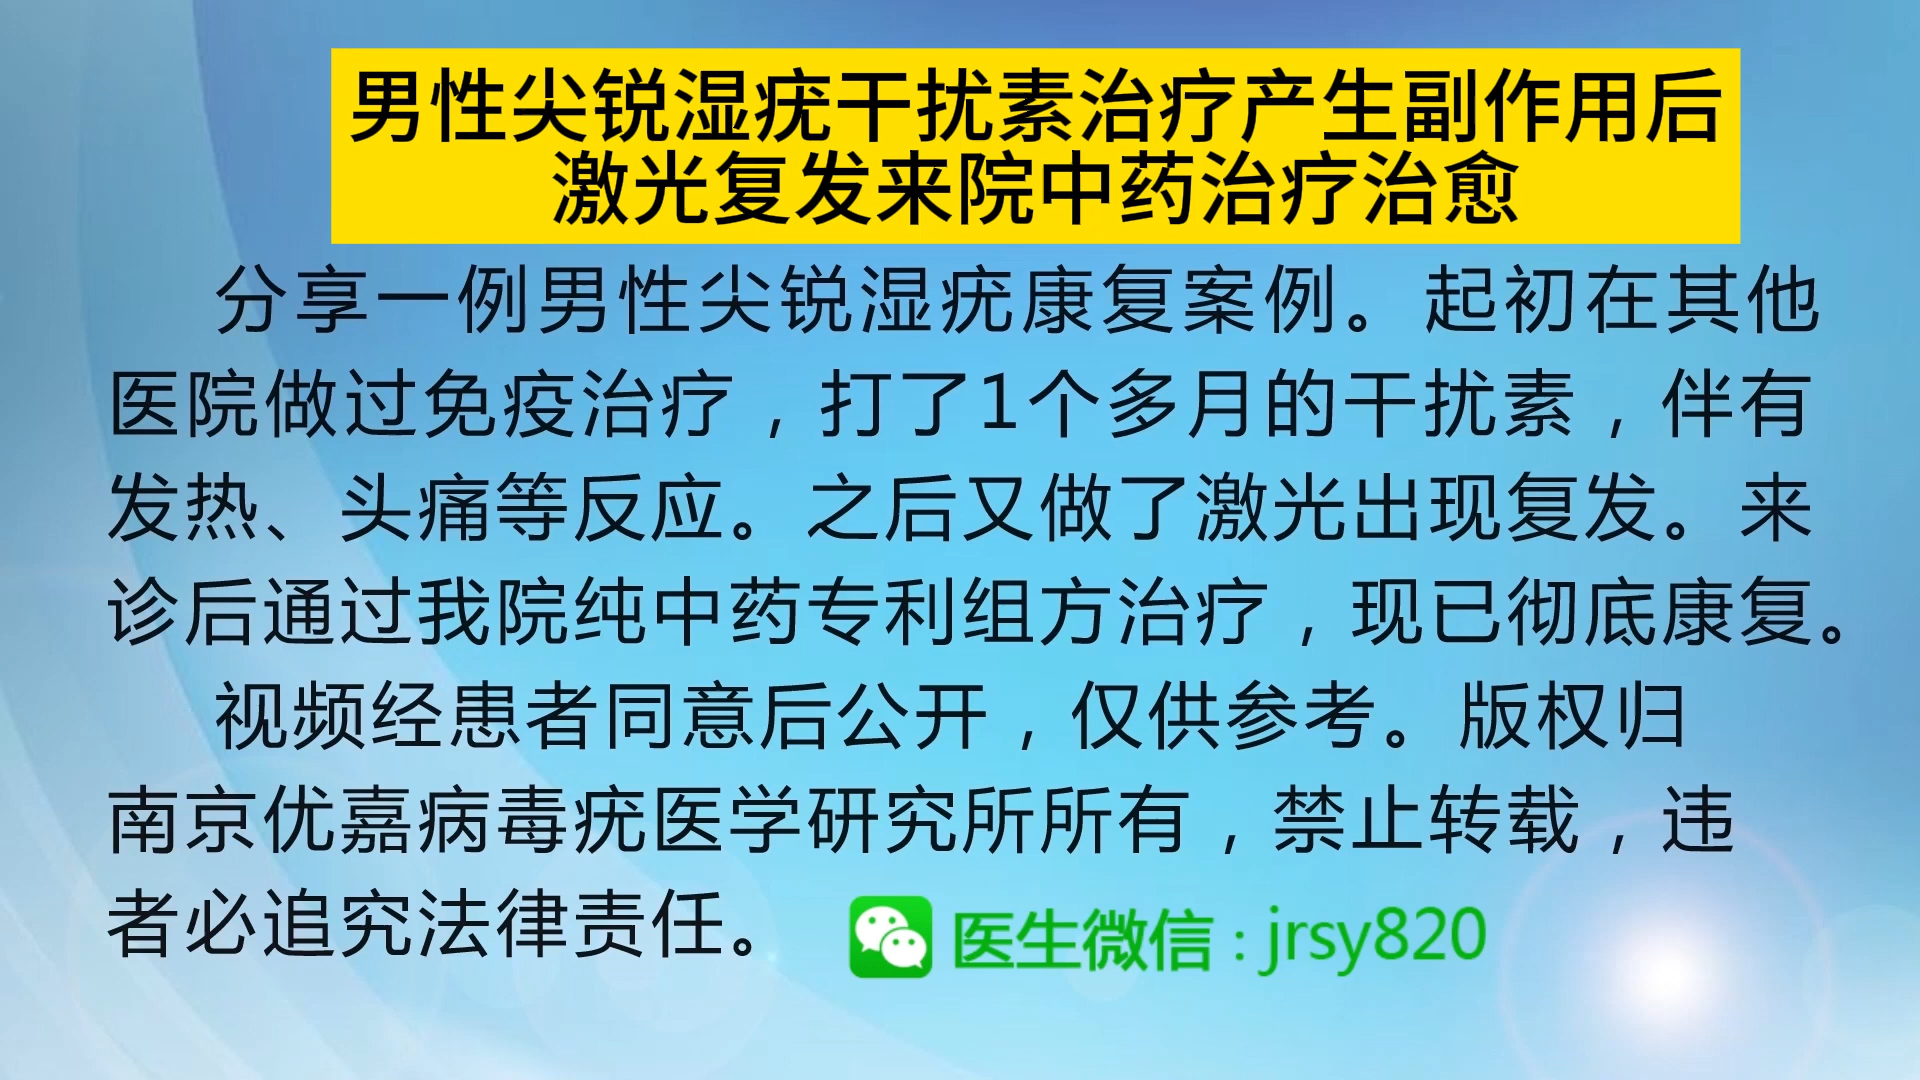 男性尖锐湿疣干扰素治疗产生副作用后
激光复发来院中药治疗治愈
分享一例男性尖锐湿疣康复案例。起初在其他
医院做过免疫治疗，打了1个多月的干扰素，伴有
发热、头痛等反应。之后又做了激光出现复发。来
诊后通过我院纯中药专利组方治疗，现已彻底康复。
视频经患者同意后公开，仅供参考。版权归
南京优嘉病毒疣医学研究所所有，禁止转载，违
者必追究法律责任。
医生微信：jrsy820